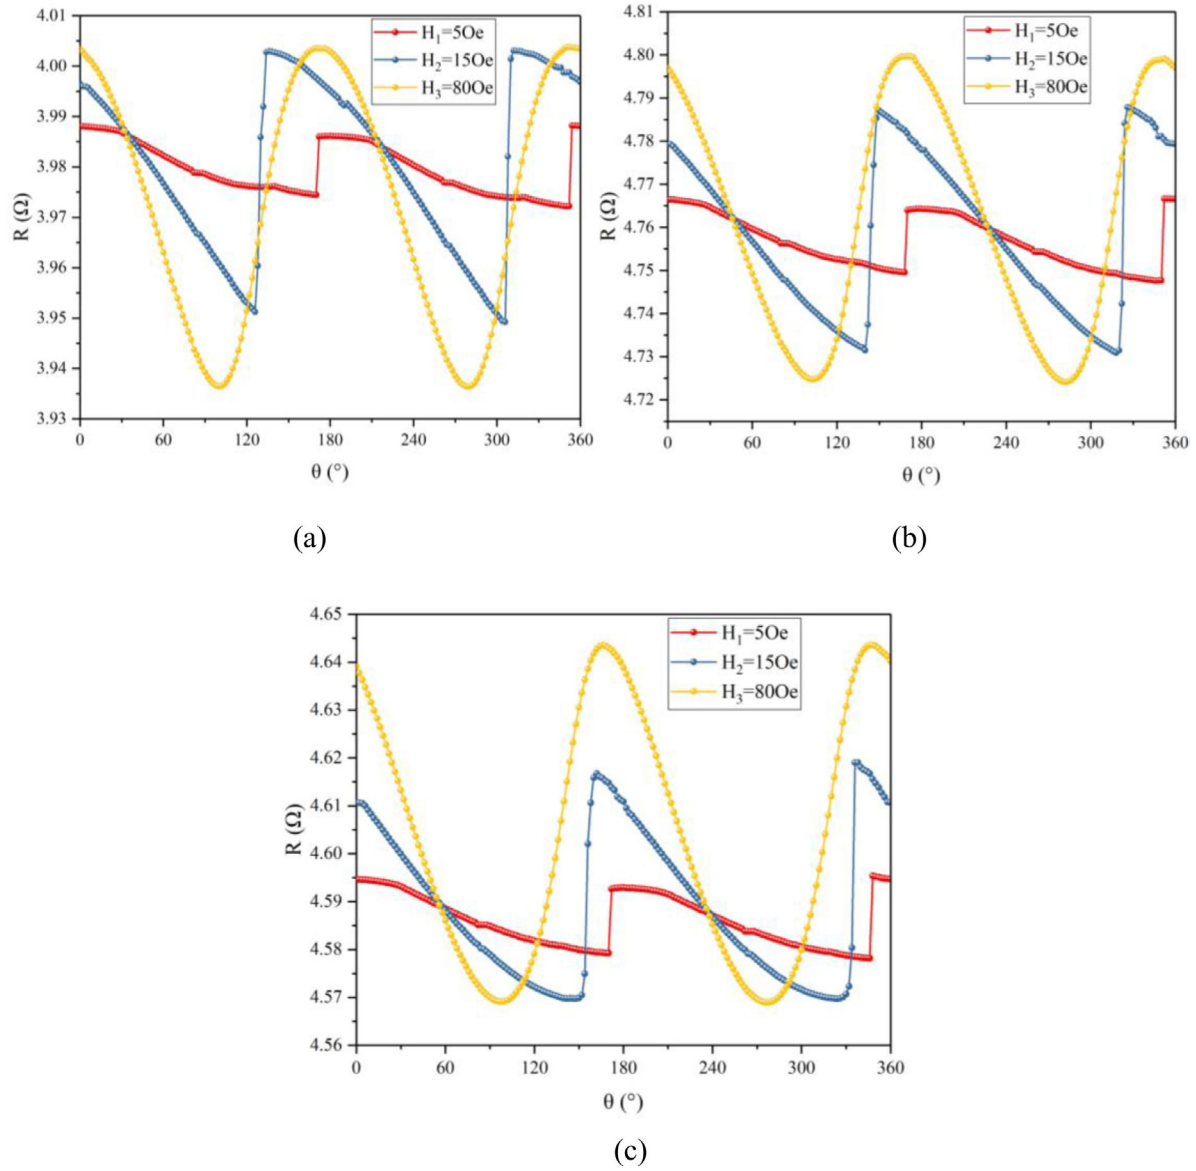 4.01
4.00
3.99
3.98
3.97
3.96
3.95
3.94
3.93
R (Ω)
0 60 120 180 240 300 360
θ (°)
H₁=5Oe
H₂=15Oe
H₃=80Oe
(a)
4.81
4.80
4.79
4.78
4.77
4.76
4.75
4.74
4.73
4.72
R (Ω)
0 60 120 180 240 300 360
θ (°)
H₁=5Oe
H₂=15Oe
H₃=80Oe
(b)
4.65
4.64
4.63
4.62
4.61
4.60
4.59
4.58
4.57
4.56
R (Ω)
0 60 120 180 240 300 360
θ (°)
H₁=5Oe
H₂=15Oe
H₃=80Oe
(c)